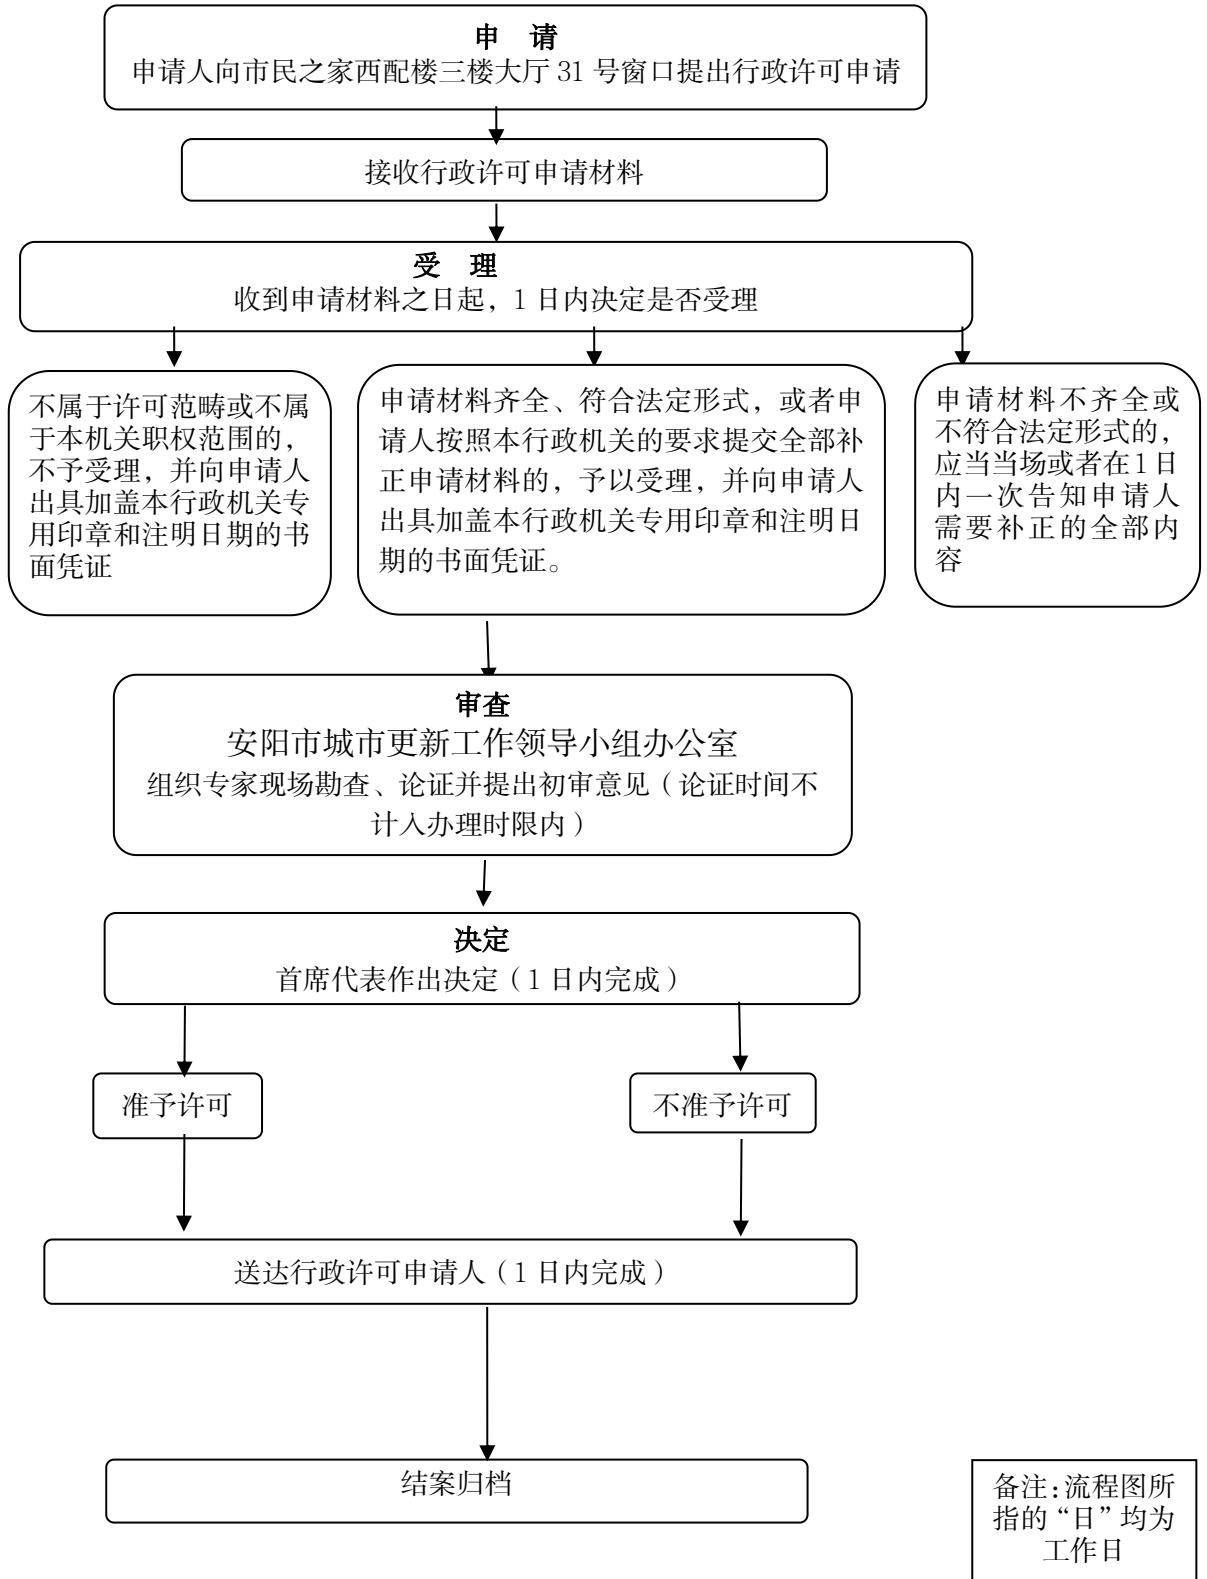 申 请
申请人向市民之家西配楼三楼大厅 31 号窗口提出行政许可申请
接收行政许可申请材料
受 理
收到申请材料之日起，1 日内决定是否受理
不属于许可范畴或不属
于本机关职权范围的，
不予受理，并向申请人
出具加盖本行政机关专
用印章和注明日期的书
面凭证
申请材料齐全、符合法定形式，或者申
请人按照本行政机关的要求提交全部补
正申请材料的，予以受理，并向申请人
出具加盖本行政机关专用印章和注明日
期的书面凭证。
申请材料不齐全或
不符合法定形式的，
应当当场或者在1日
内一次告知申请人
需要补正的全部内
容
审查
安阳市城市更新工作领导小组办公室
组织专家现场勘查、论证并提出初审意见（论证时间不
计入办理时限内）
决定
首席代表作出决定（1 日内完成）
准予许可
不准予许可
送达行政许可申请人（1 日内完成）
结案归档
备注：流程图所
指的“日”均为
工作日